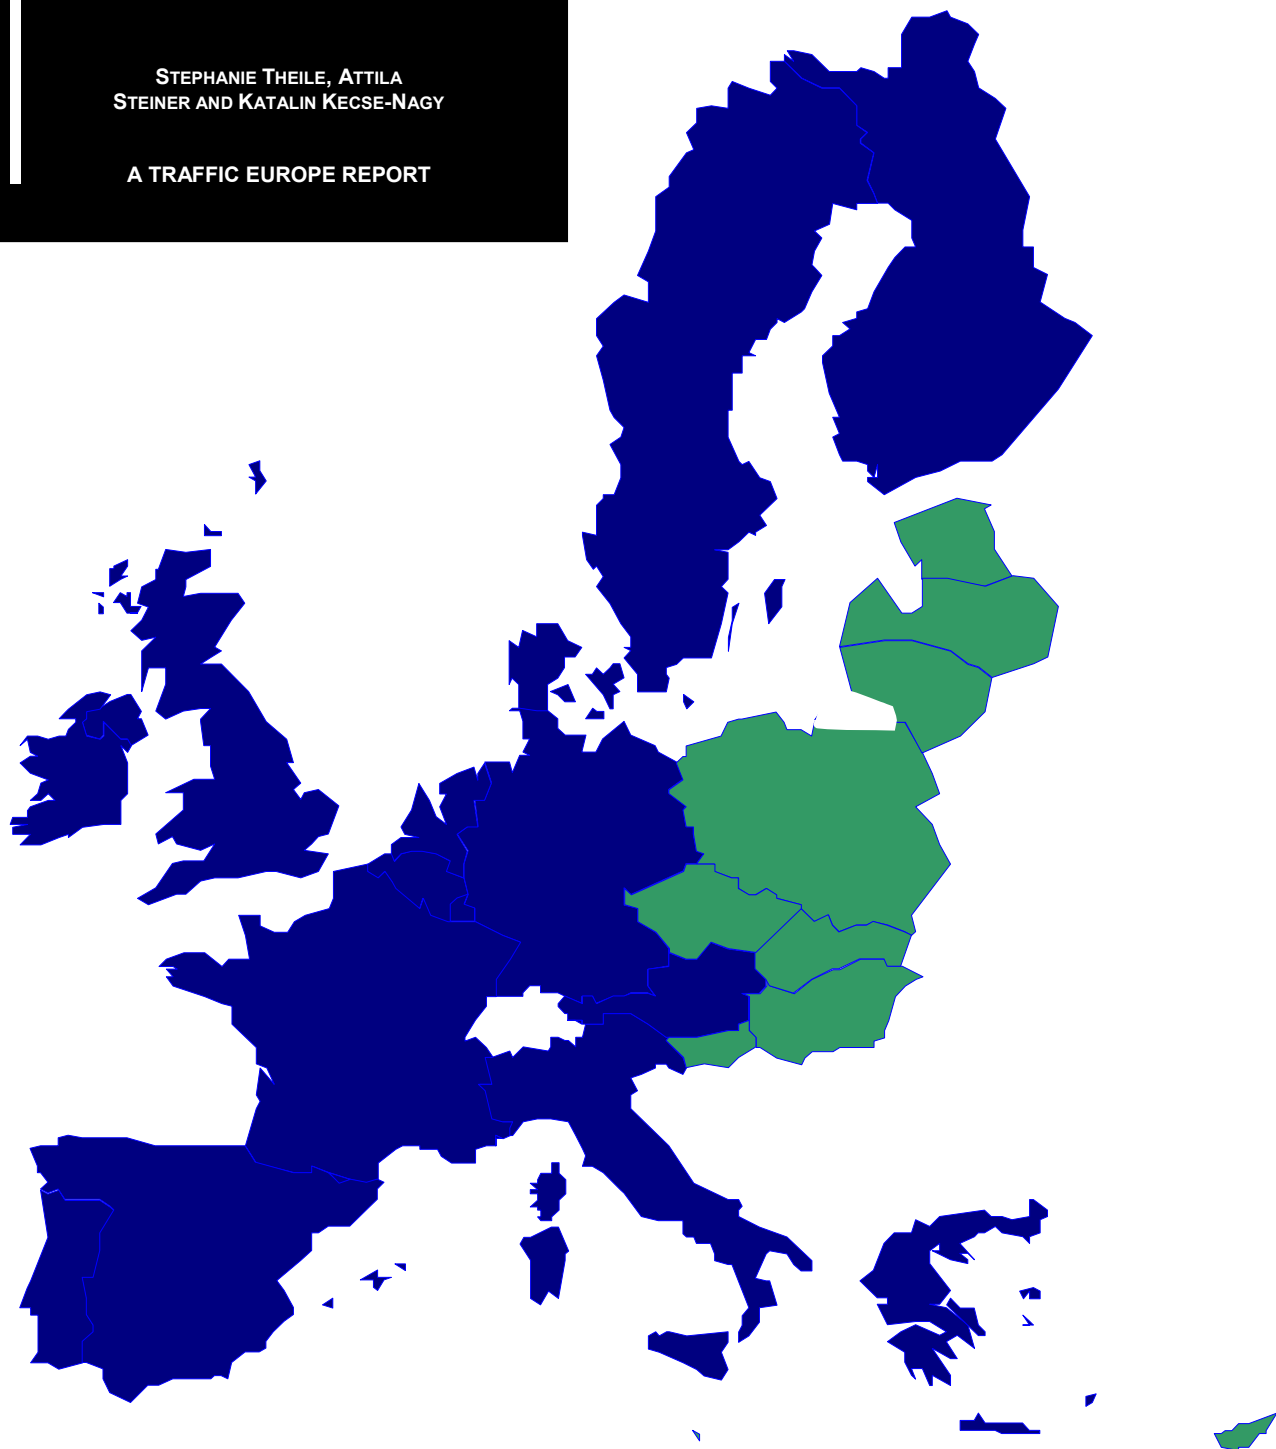 STEPHANIE THEILE, ATTILA
STEINER AND KATALIN KECSE-NAGY
A TRAFFIC EUROPE REPORT